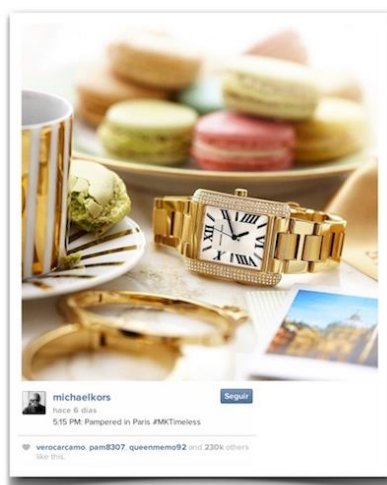 XII
michaelkors
Seguir
hace 6 días
5:15 PM: Pampered in Paris #MKTimeless
verocarcamo, pam8307, queenmemo92 and 230k others
like this.